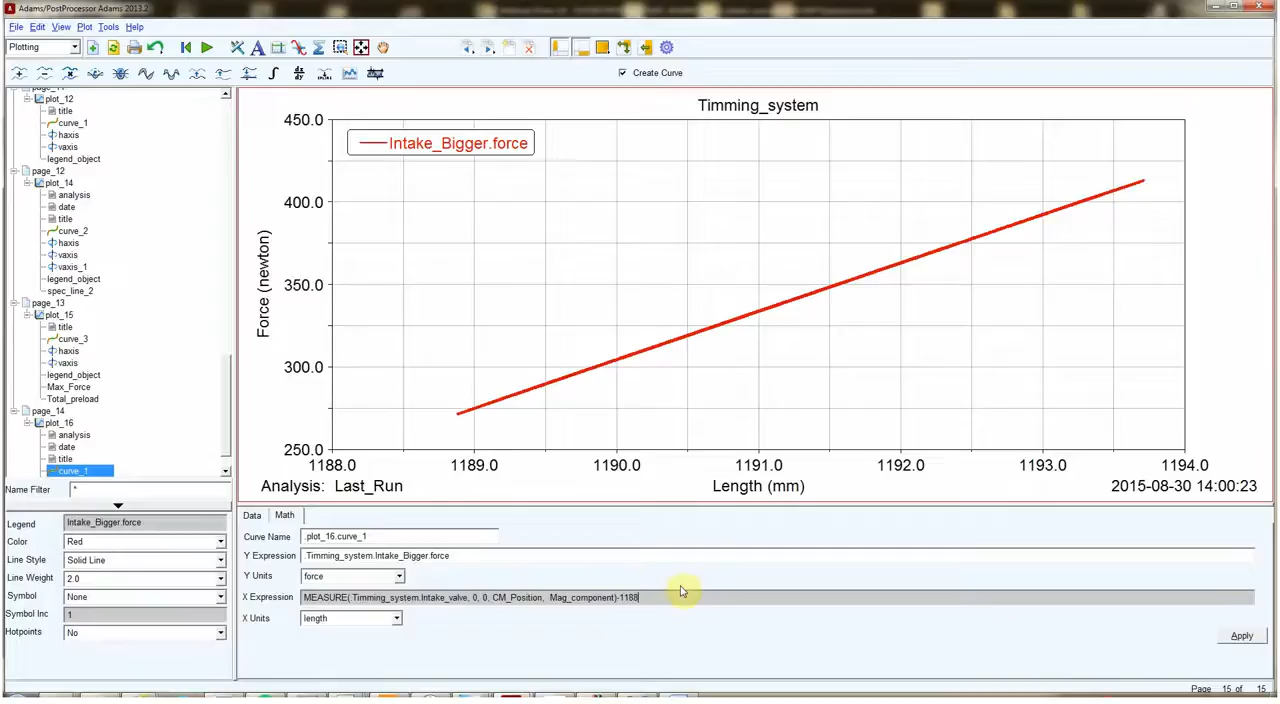 Adams/PostProcessor Adams 2013.2
File Edit View Plot Tools Help
Plotting
Create Curve
plot_12
title
curve_1
haxis
vaxis
legend_object
page_12
plot_14
analysis
date
title
curve_2
haxis
vaxis
vaxis_1
legend_object
spec_line_2
page_13
plot_15
title
curve_3
haxis
vaxis
legend_object
Max_Force
Total_preload
page_14
plot_16
analysis
date
title
curve_1
Name Filter *
Legend Intake_Bigger.force
Color Red
Line Style Solid Line
Line Weight 2.0
Symbol None
Symbol Inc 1
Hotpoints No
Timming_system
Intake_Bigger.force
450.0
400.0
350.0
300.0
250.0
Force (newton)
1188.0 1189.0 1190.0 1191.0 1192.0 1193.0 1194.0
Analysis: Last_Run Length (mm) 2015-08-30 14:00:23
Data Math
Curve Name .plot_16.curve_1
Y Expression .Timming_system.Intake_Bigger.force
Y Units force
X Expression MEASURE(.Timming_system.Intake_valve, 0, 0, CM_Position, Mag_component)-1188
X Units length
Apply
Page 15 of 15